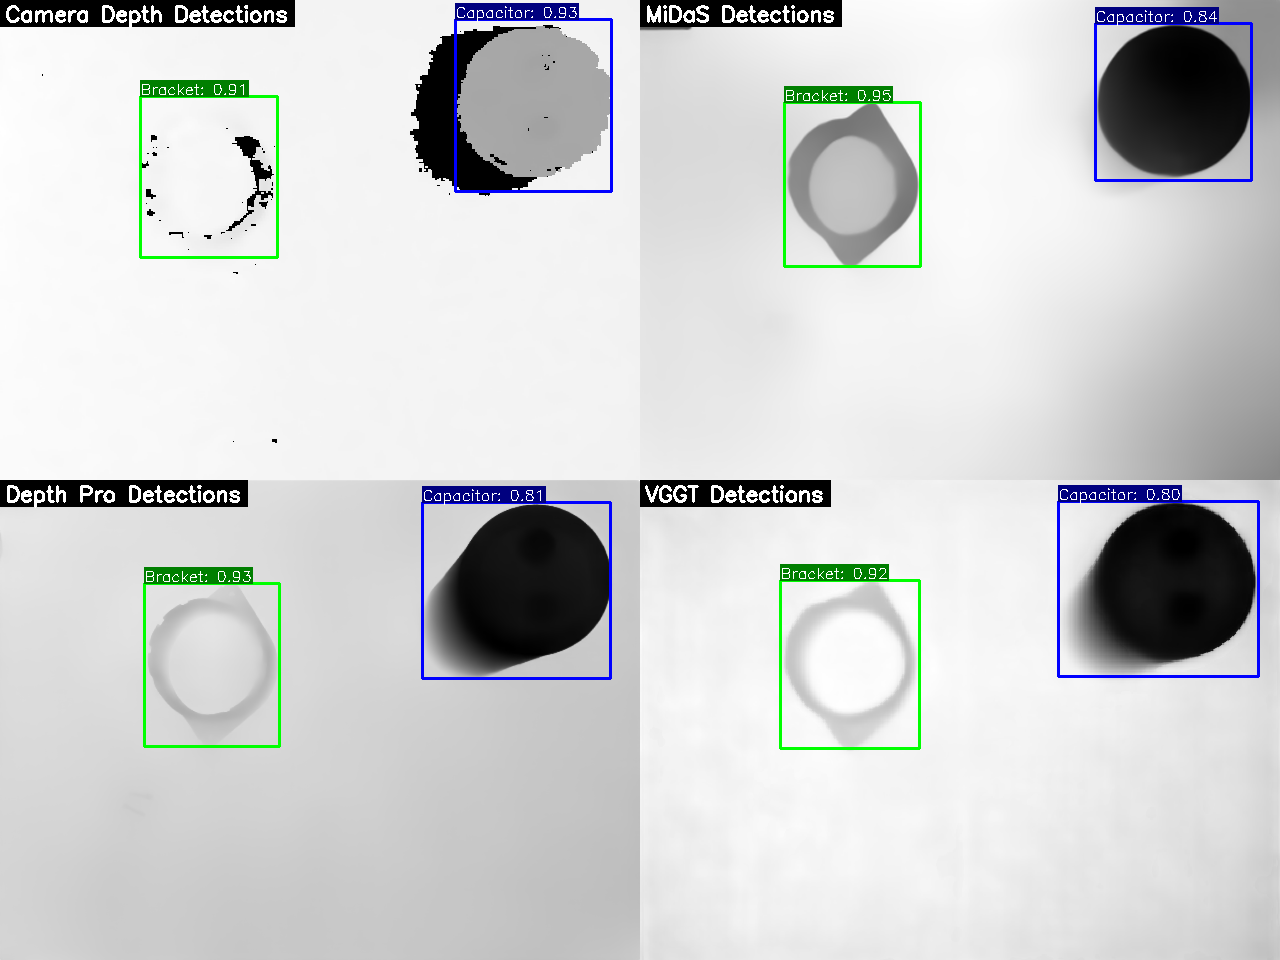 Camera Depth Detections
Capacitor: 0.93
Bracket: 0.91
MiDaS Detections
Capacitor: 0.84
Bracket: 0.95
Depth Pro Detections
Capacitor: 0.81
Bracket: 0.93
VGGT Detections
Capacitor: 0.80
Bracket: 0.92